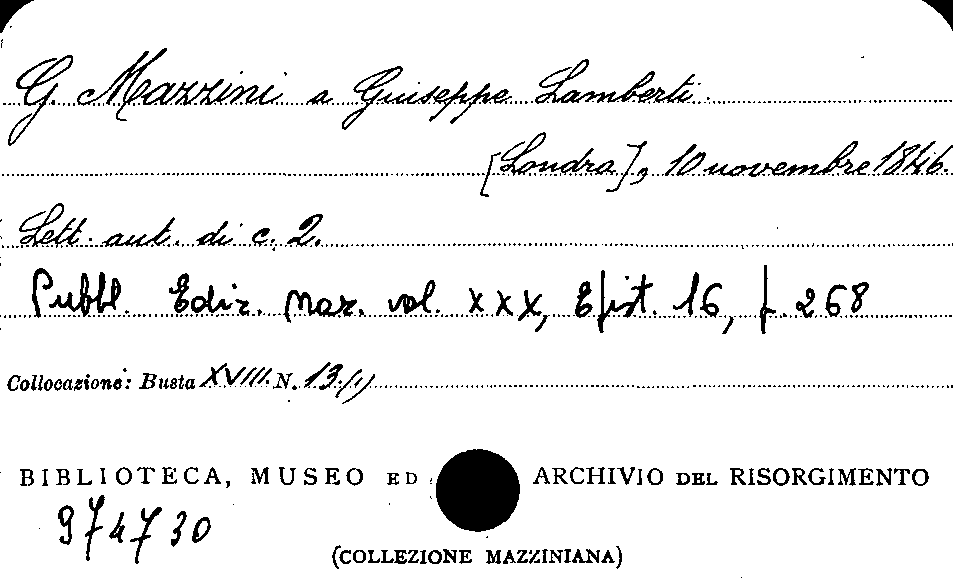 G. Mazzini a Giuseppe Lamberti.
[Londra], 10 novembre 1846.
Lett. aut. di c. 2.
Pubbl. Ediz. Naz. vol. XXX, Epist. 16, p. 268
Collocazione: Busta XVIII. N. 13.(1)
BIBLIOTECA, MUSEO ED ARCHIVIO DEL RISORGIMENTO
974730
(COLLEZIONE MAZZINIANA)